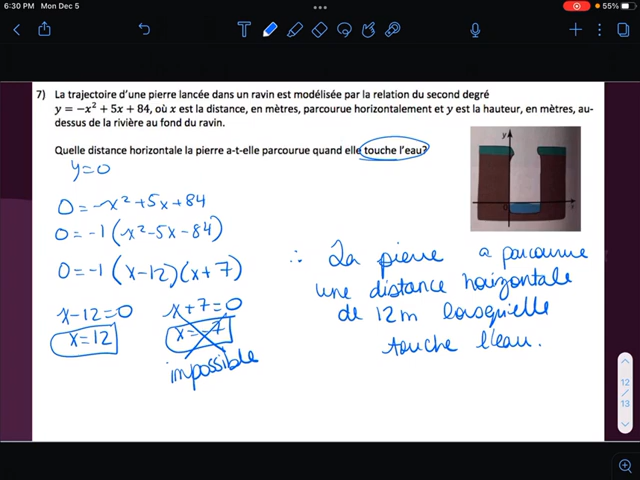 6:30 PM Mon Dec 5
55%
7) La trajectoire d'une pierre lancée dans un ravin est modélisée par la relation du second degré
y = −x² + 5x + 84, où x est la distance, en mètres, parcourue horizontalement et y est la hauteur, en mètres, au-
dessus de la rivière au fond du ravin.
Quelle distance horizontale la pierre a-t-elle parcourue quand elle touche l'eau?
y=0
0 = -x² + 5x + 84
0 = -1 (x² - 5x - 84)
0 = -1 (x-12)(x+7)
x-12=0
x=12
x+7=0
x=-7
impossible
∴ La pierre a parcourue
une distance horizontale
de 12m lorsqu'elle
touche l'eau.
y
x
0
12
13